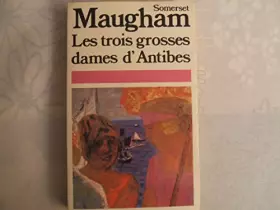 Somerset
Maugham
Les trois grosses
dames d'Antibes